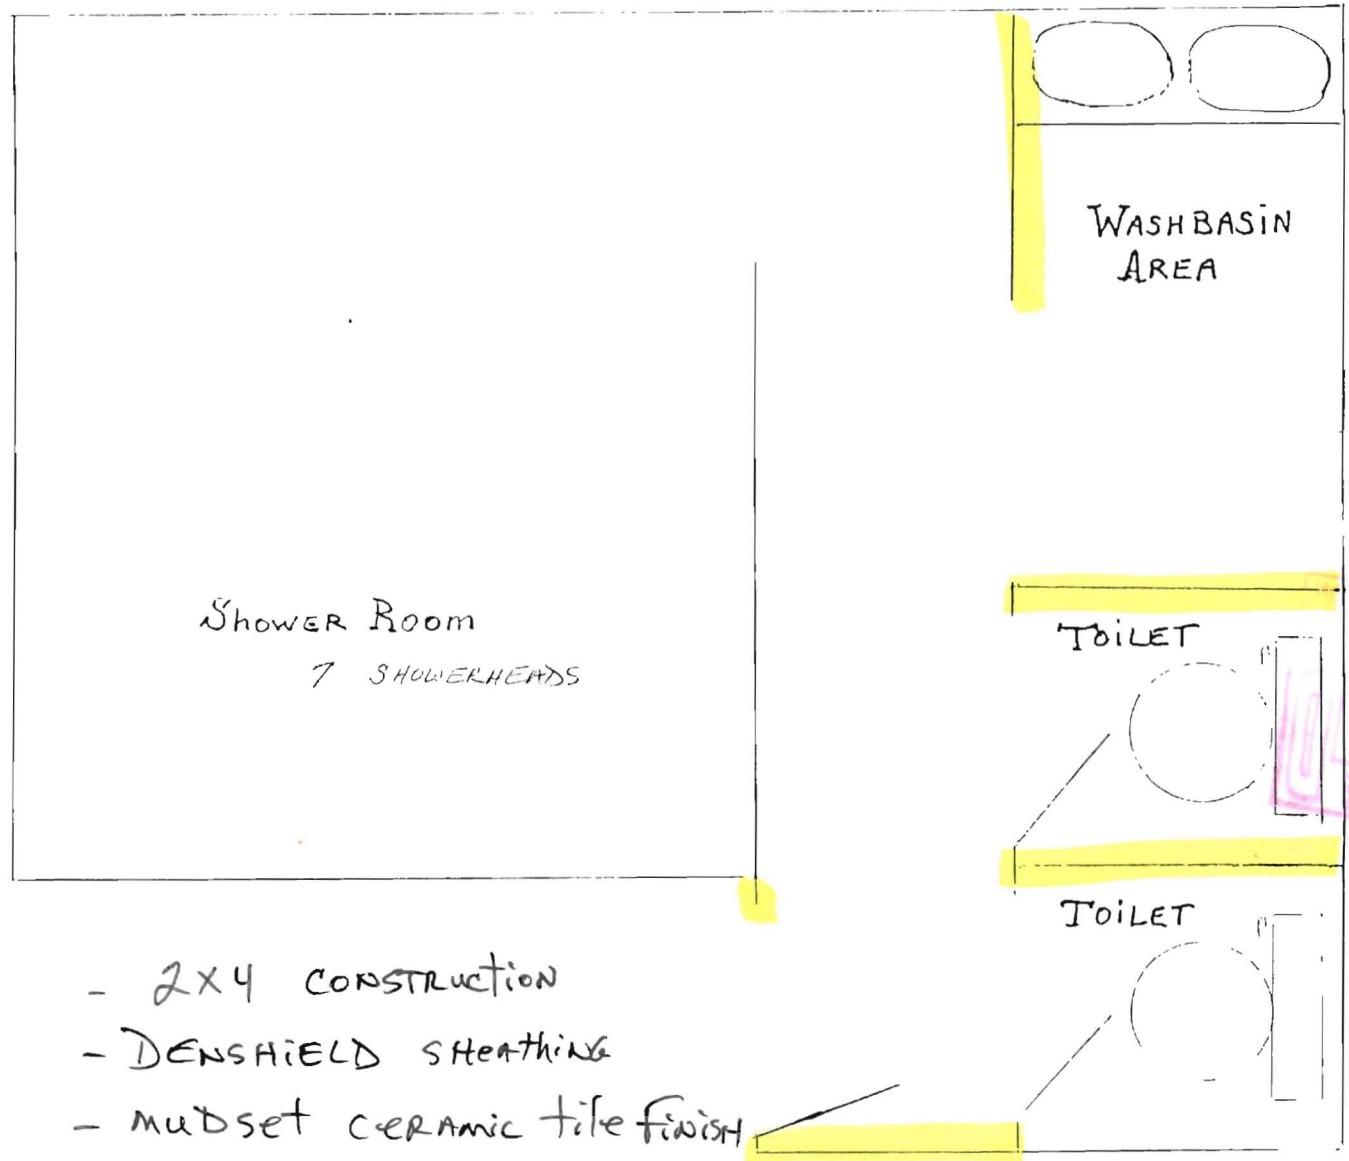 WASHBASIN
AREA
SHOWER ROOM
7 SHOWERHEADS
TOILET
TOILET
- 2X4 CONSTRUCTION
- DENSHIELD SHEATHING
- MUDSET CERAMIC tile FINISH